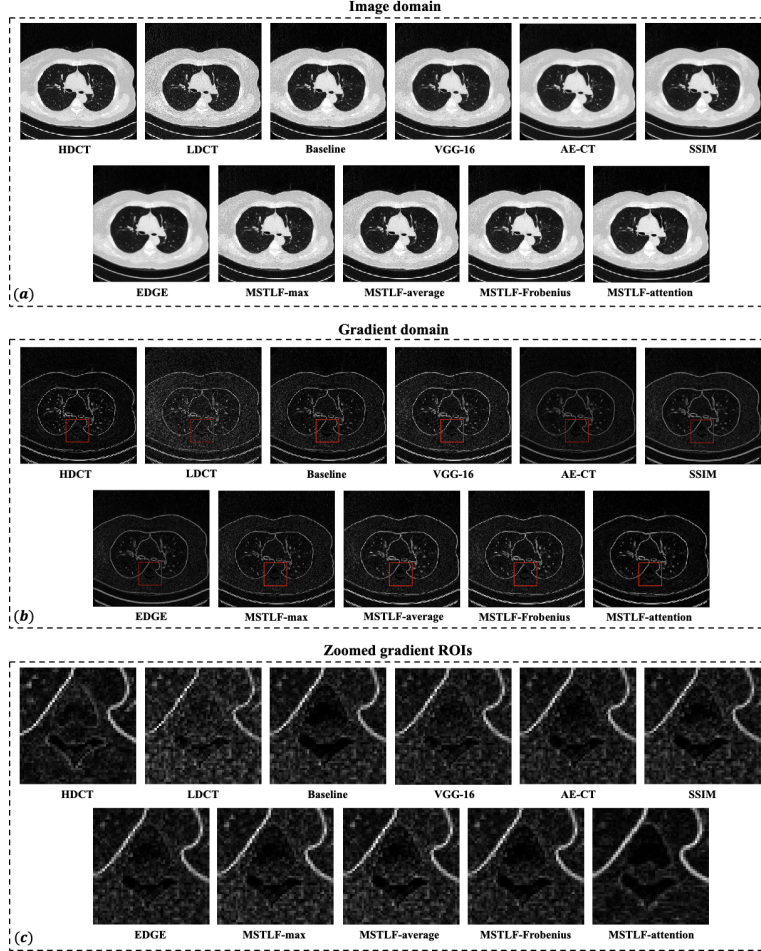 Image domain
HDCT LDCT Baseline VGG-16 AE-CT SSIM
EDGE MSTLF-max MSTLF-average MSTLF-Frobenius MSTLF-attention
(a)
Gradient domain
HDCT LDCT Baseline VGG-16 AE-CT SSIM
EDGE MSTLF-max MSTLF-average MSTLF-Frobenius MSTLF-attention
(b)
Zoomed gradient ROIs
HDCT LDCT Baseline VGG-16 AE-CT SSIM
EDGE MSTLF-max MSTLF-average MSTLF-Frobenius MSTLF-attention
(c)